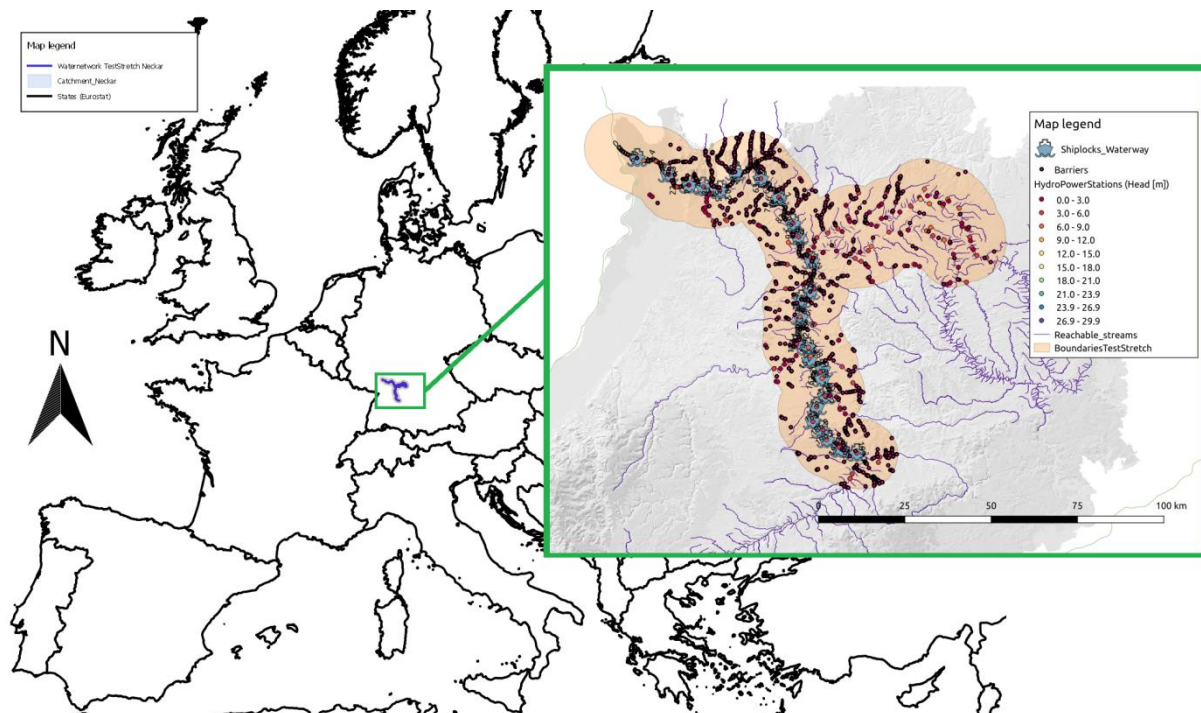 Map legend
Waternetwork TestStretch Neckar
Catchment_Neckar
States (Eurostat)
N
Map legend
Shiplocks_Waterway
Barriers
HydroPowerStations (Head [m])
0.0 - 3.0
3.0 - 6.0
6.0 - 9.0
9.0 - 12.0
12.0 - 15.0
15.0 - 18.0
18.0 - 21.0
21.0 - 23.9
23.9 - 26.9
26.9 - 29.9
Reachable_streams
BoundariesTestStretch
0 25 50 75 100 km